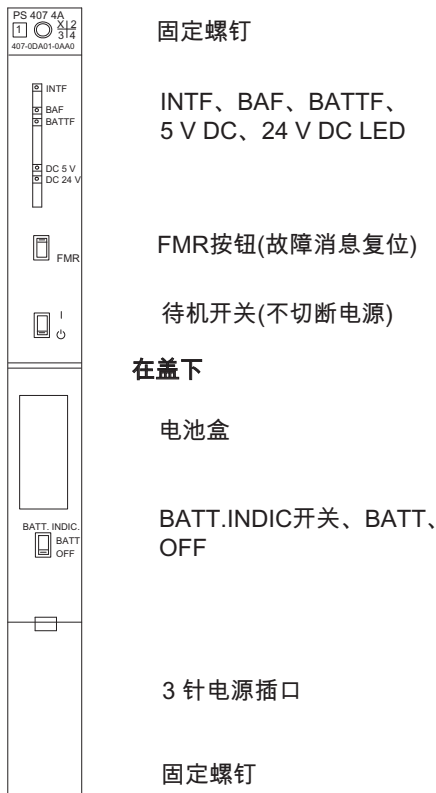 PS 407 4A
1
X 2
3 4
407-0DA01-0AA0
固定螺钉
INTF
BAF
BATTF
DC 5 V
DC 24 V
INTF、BAF、BATTF、
5 V DC、24 V DC LED
FMR
FMR按钮(故障消息复位)
I
待机开关(不切断电源)
在盖下
电池盒
BATT. INDIC.
BATT
OFF
BATT.INDIC开关、BATT、
OFF
3 针电源插口
固定螺钉